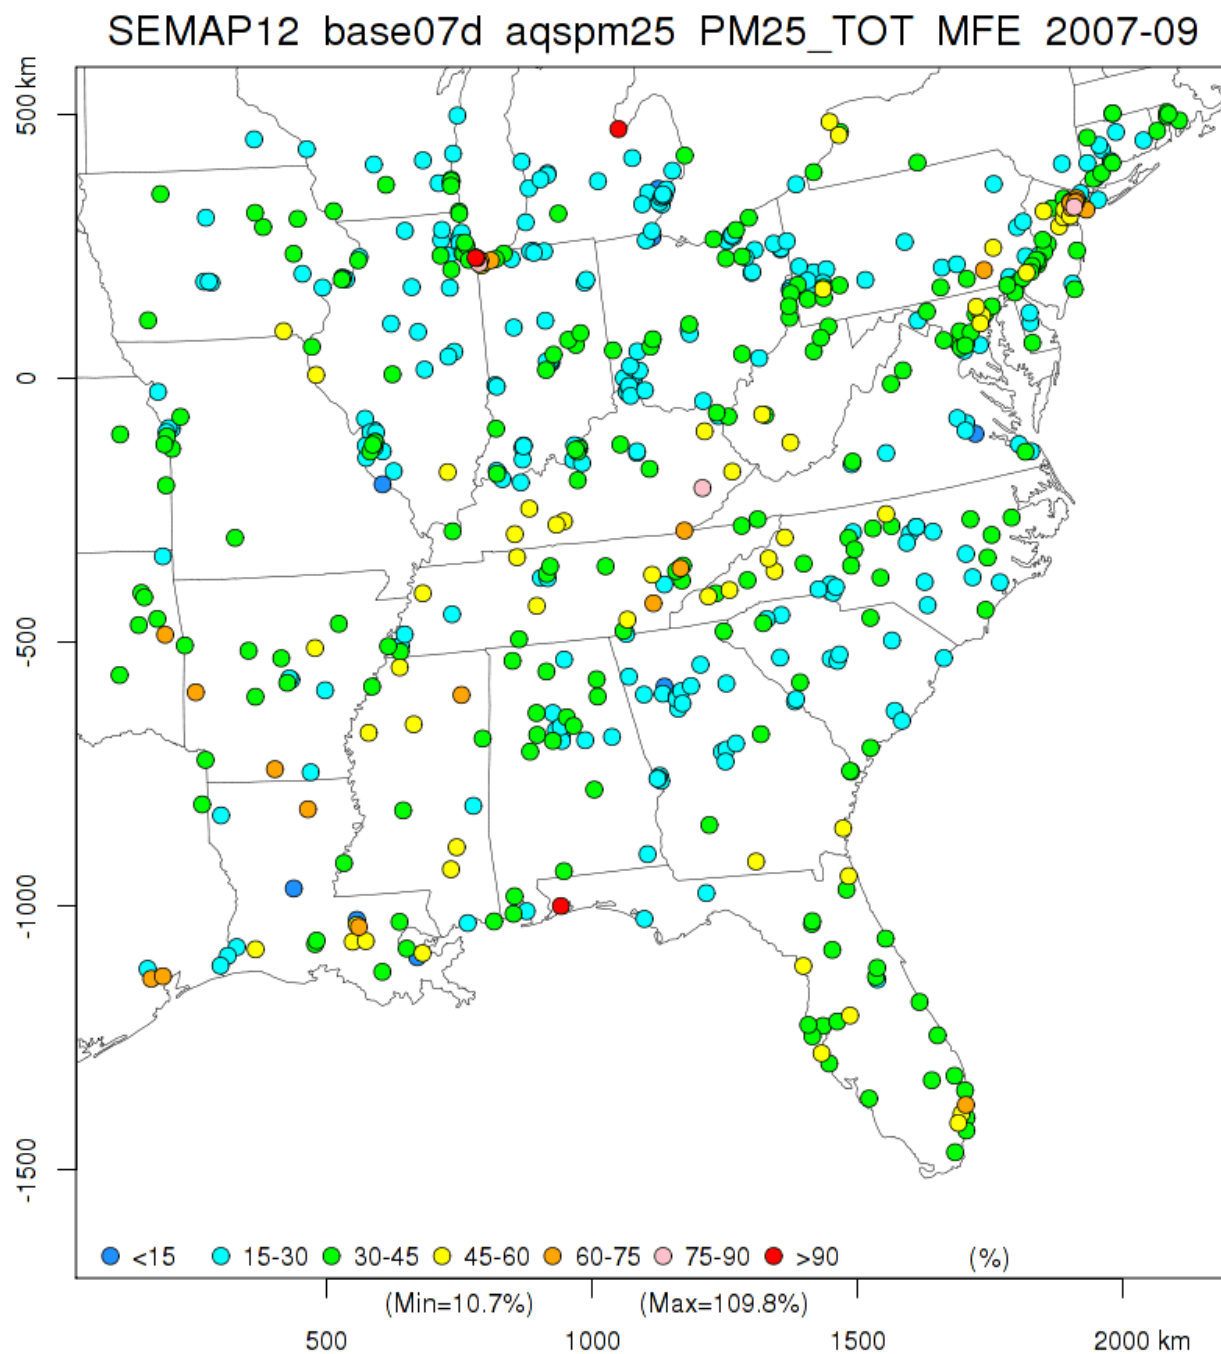 SEMAP12 base07d aqspm25 PM25_TOT MFE 2007-09
500 km
0
-500
-1000
-1500
<15 15-30 30-45 45-60 60-75 75-90 >90 (%)
(Min=10.7%) (Max=109.8%)
500 1000 1500 2000 km